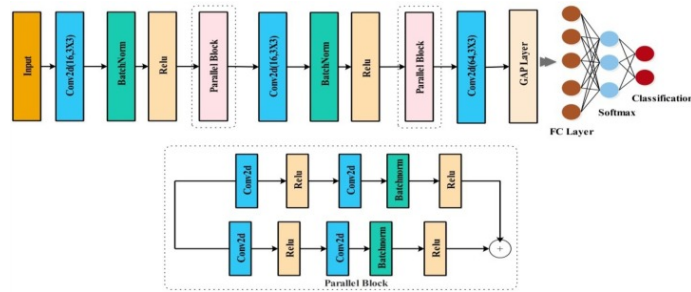 Input
Conv2d(16,3X3)
BatchNorm
Relu
Parallel Block
Conv2d(16,3X3)
BatchNorm
Relu
Parallel Block
Conv2d(64,3X3)
GAP Layer
FC Layer
Softmax
Classification
Conv2d
Relu
Conv2d
Batchnorm
Relu
Conv2d
Relu
Conv2d
Batchnorm
Relu
+
Parallel Block